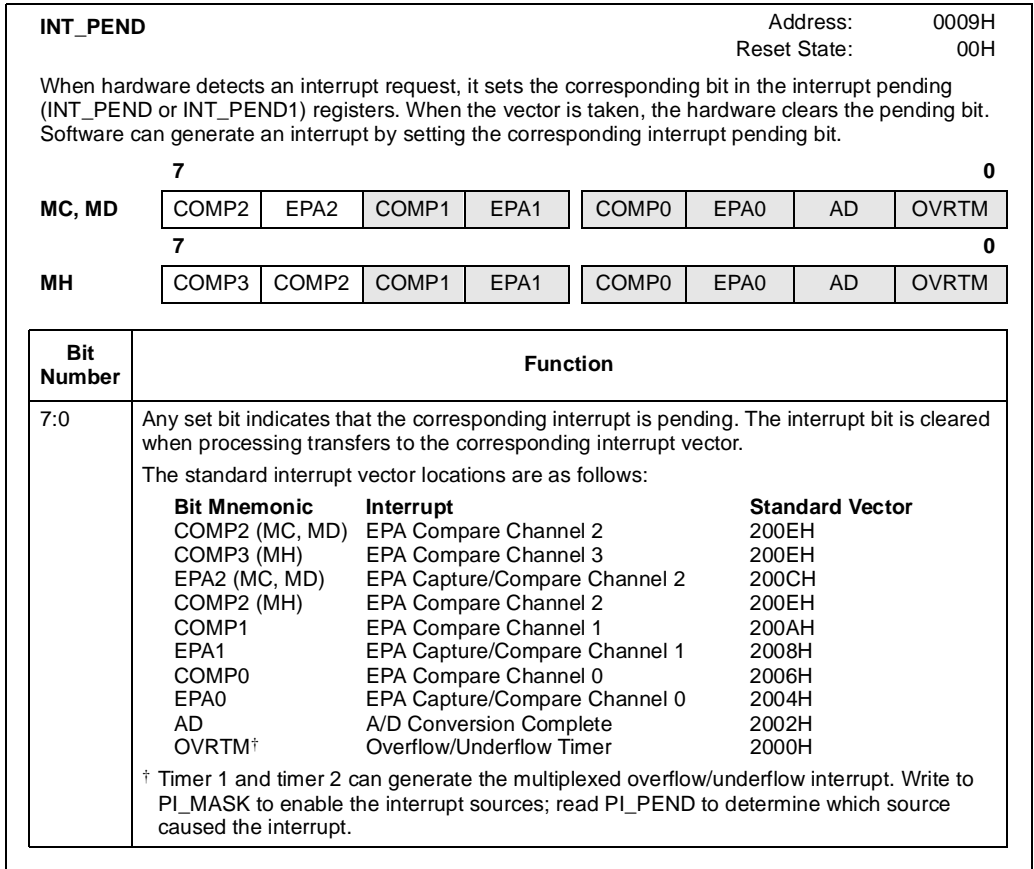 INT_PEND Address: 0009H
Reset State: 00H
When hardware detects an interrupt request, it sets the corresponding bit in the interrupt pending
(INT_PEND or INT_PEND1) registers. When the vector is taken, the hardware clears the pending bit.
Software can generate an interrupt by setting the corresponding interrupt pending bit.
7 0
MC, MD COMP2 EPA2 COMP1 EPA1 COMP0 EPA0 AD OVRTM
7 0
MH COMP3 COMP2 COMP1 EPA1 COMP0 EPA0 AD OVRTM
Bit
Number Function
7:0 Any set bit indicates that the corresponding interrupt is pending. The interrupt bit is cleared
when processing transfers to the corresponding interrupt vector.
The standard interrupt vector locations are as follows:
Bit Mnemonic Interrupt Standard Vector
COMP2 (MC, MD) EPA Compare Channel 2 200EH
COMP3 (MH) EPA Compare Channel 3 200EH
EPA2 (MC, MD) EPA Capture/Compare Channel 2 200CH
COMP2 (MH) EPA Compare Channel 2 200EH
COMP1 EPA Compare Channel 1 200AH
EPA1 EPA Capture/Compare Channel 1 2008H
COMP0 EPA Compare Channel 0 2006H
EPA0 EPA Capture/Compare Channel 0 2004H
AD A/D Conversion Complete 2002H
OVRTM† Overflow/Underflow Timer 2000H
† Timer 1 and timer 2 can generate the multiplexed overflow/underflow interrupt. Write to
PI_MASK to enable the interrupt sources; read PI_PEND to determine which source
caused the interrupt.